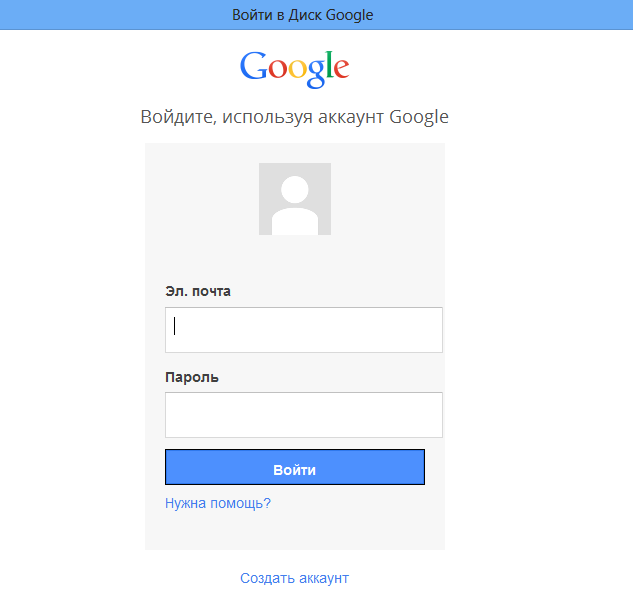 Войти в Диск Google
Google
Войдите, используя аккаунт Google
Эл. почта
Пароль
Войти
Нужна помощь?
Создать аккаунт